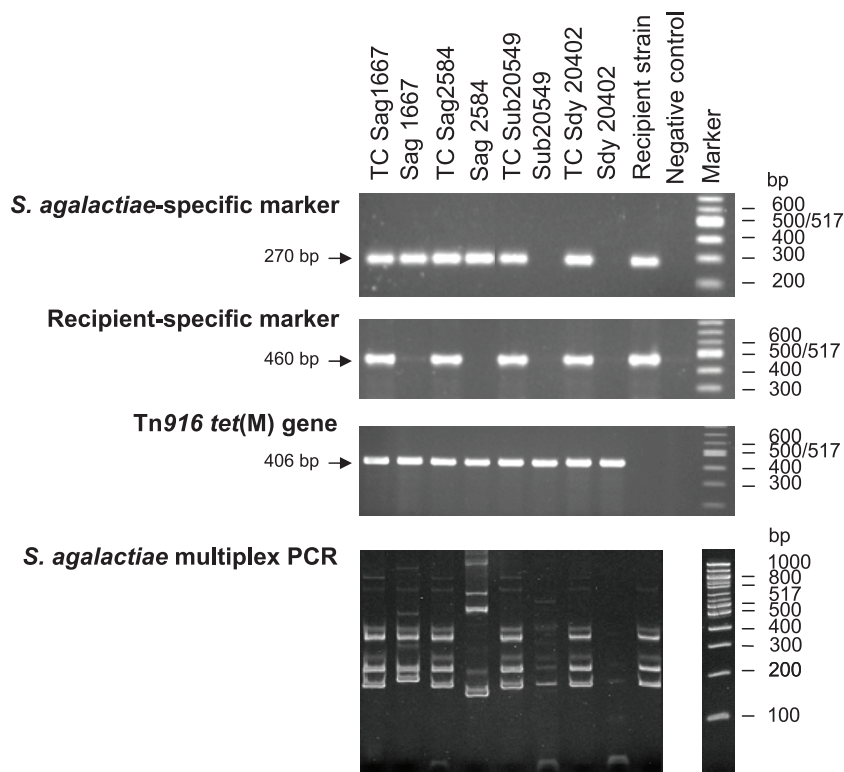 TC Sag1667
Sag 1667
TC Sag2584
Sag 2584
TC Sub20549
Sub20549
TC Sdy 20402
Sdy 20402
Recipient strain
Negative control
Marker
bp
S. agalactiae-specific marker
270 bp
600
500/517
400
300
200
Recipient-specific marker
460 bp
600
500/517
400
300
Tn916 tet(M) gene
406 bp
600
500/517
400
300
S. agalactiae multiplex PCR
bp
1000
800
517
500
400
300
200
100